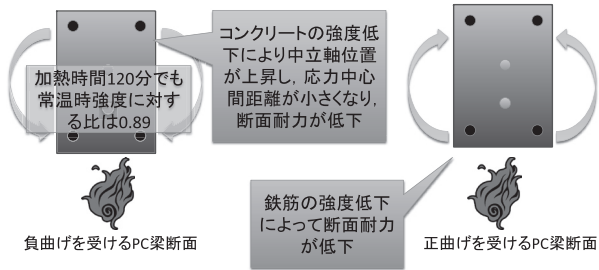 コンクリートの強度低
下により中立軸位置
が上昇し，応力中心
間距離が小さくなり，
断面耐力が低下
加熱時間120分でも
常温時強度に対す
る比は0.89
鉄筋の強度低下
によって断面耐力
が低下
負曲げを受けるPC梁断面
正曲げを受けるPC梁断面